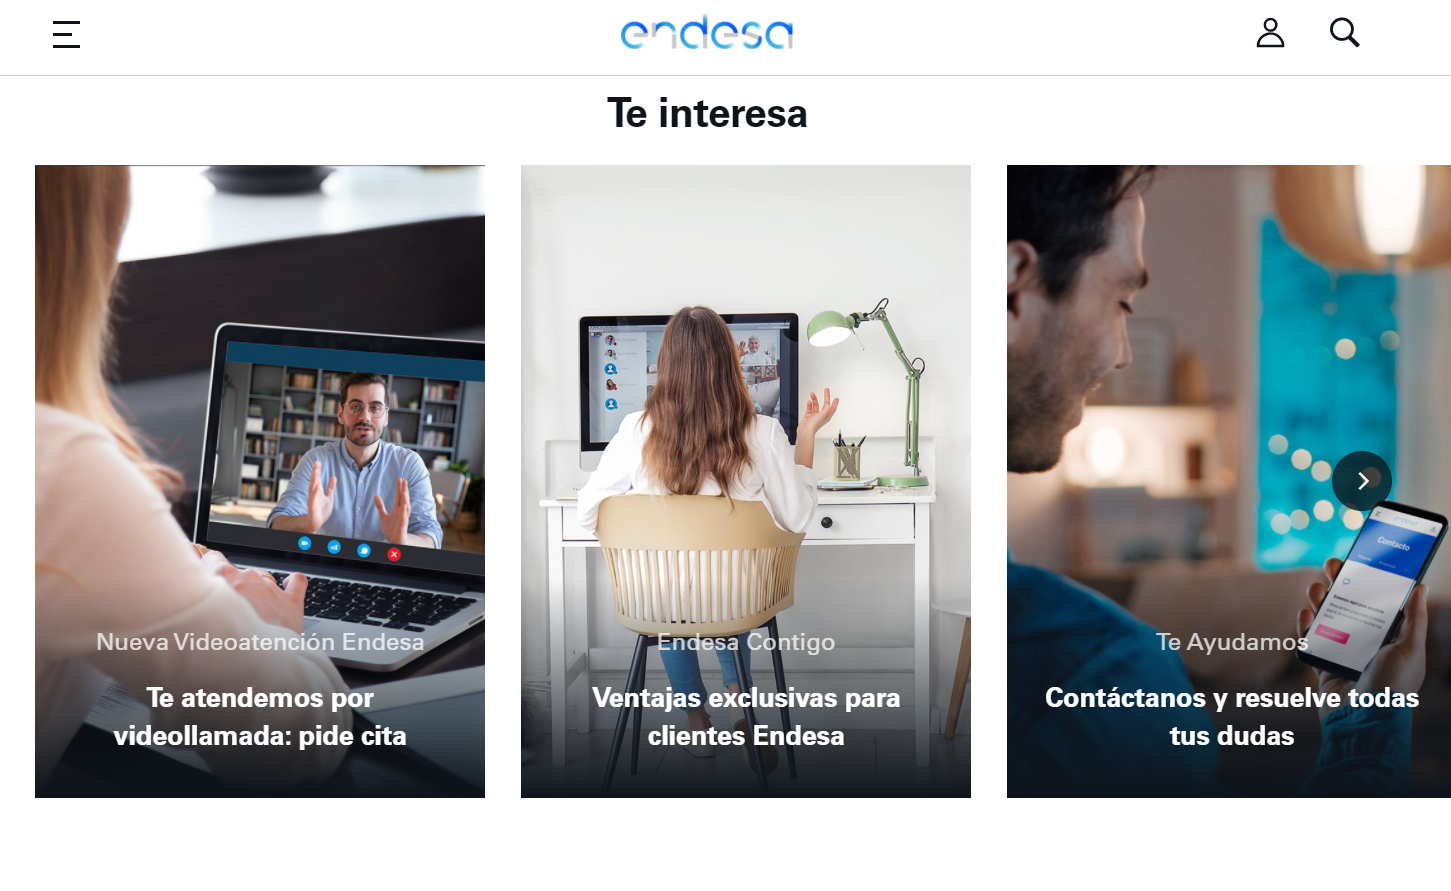 endesa
Te interesa
Nueva Videoatención Endesa
Te atendemos por
videollamada: pide cita
Endesa Contigo
Ventajas exclusivas para
clientes Endesa
Contacto
Te Ayudamos
Contáctanos y resuelve todas
tus dudas